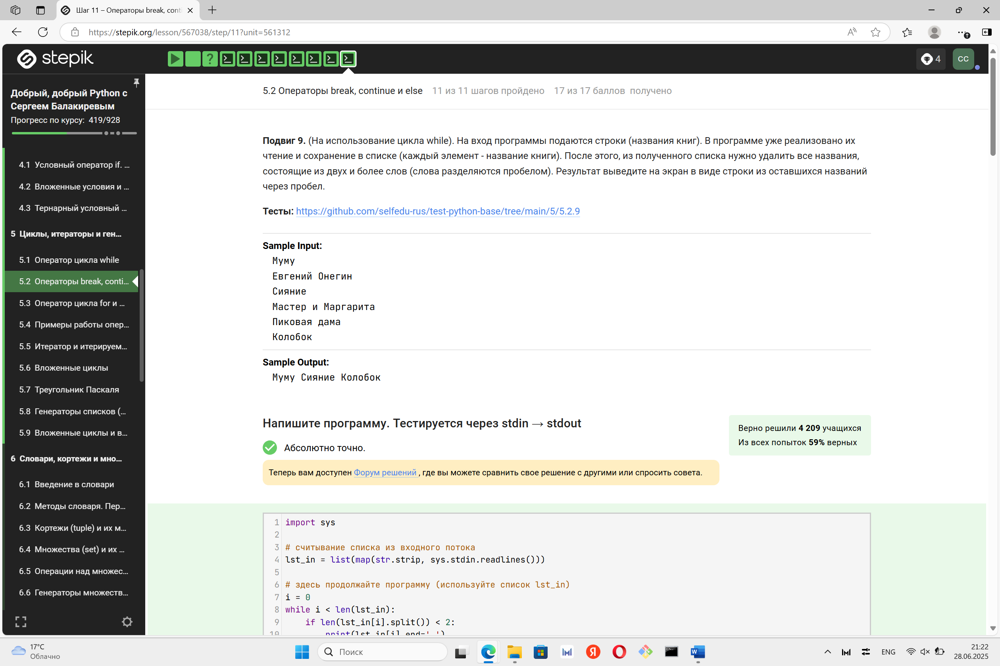 Шаг 11 – Операторы break, conti
https://stepik.org/lesson/567038/step/11?unit=561312
stepik
4
CC
Добрый, добрый Python с
Сергеем Балакиревым
Прогресс по курсу: 419/928
4.1 Условный оператор if. ...
4.2 Вложенные условия и ...
4.3 Тернарный условный ...
5 Циклы, итераторы и ген...
5.1 Оператор цикла while
5.2 Операторы break, conti...
5.3 Оператор цикла for и ...
5.4 Примеры работы опер...
5.5 Итератор и итерируем...
5.6 Вложенные циклы
5.7 Треугольник Паскаля
5.8 Генераторы списков (...
5.9 Вложенные циклы и в...
6 Словари, кортежи и мно...
6.1 Введение в словари
6.2 Методы словаря. Пер...
6.3 Кортежи (tuple) и их м...
6.4 Множества (set) и их ...
6.5 Операции над множес...
6.6 Генераторы множеств...
5.2 Операторы break, continue и else 11 из 11 шагов пройдено 17 из 17 баллов получено
Подвиг 9. (На использование цикла while). На вход программы подаются строки (названия книг). В программе уже реализовано их
чтение и сохранение в списке (каждый элемент - название книги). После этого, из полученного списка нужно удалить все названия,
состоящие из двух и более слов (слова разделяются пробелом). Результат выведите на экран в виде строки из оставшихся названий
через пробел.
Тесты: https://github.com/selfedu-rus/test-python-base/tree/main/5/5.2.9
Sample Input:
Муму
Евгений Онегин
Сияние
Мастер и Маргарита
Пиковая дама
Колобок
Sample Output:
Муму Сияние Колобок
Напишите программу. Тестируется через stdin → stdout
Верно решили 4 209 учащихся
Из всех попыток 59% верных
Абсолютно точно.
Теперь вам доступен Форум решений , где вы можете сравнить свое решение с другими или спросить совета.
1 import sys
2
3 # считывание списка из входного потока
4 lst_in = list(map(str.strip, sys.stdin.readlines()))
5
6 # здесь продолжайте программу (используйте список lst_in)
7 i = 0
8 while i < len(lst_in):
9 if len(lst_in[i].split()) < 2:
10 print(lst_in[i],end=' ')
17°C
Облачно
Поиск
ENG
21:22
28.06.2025